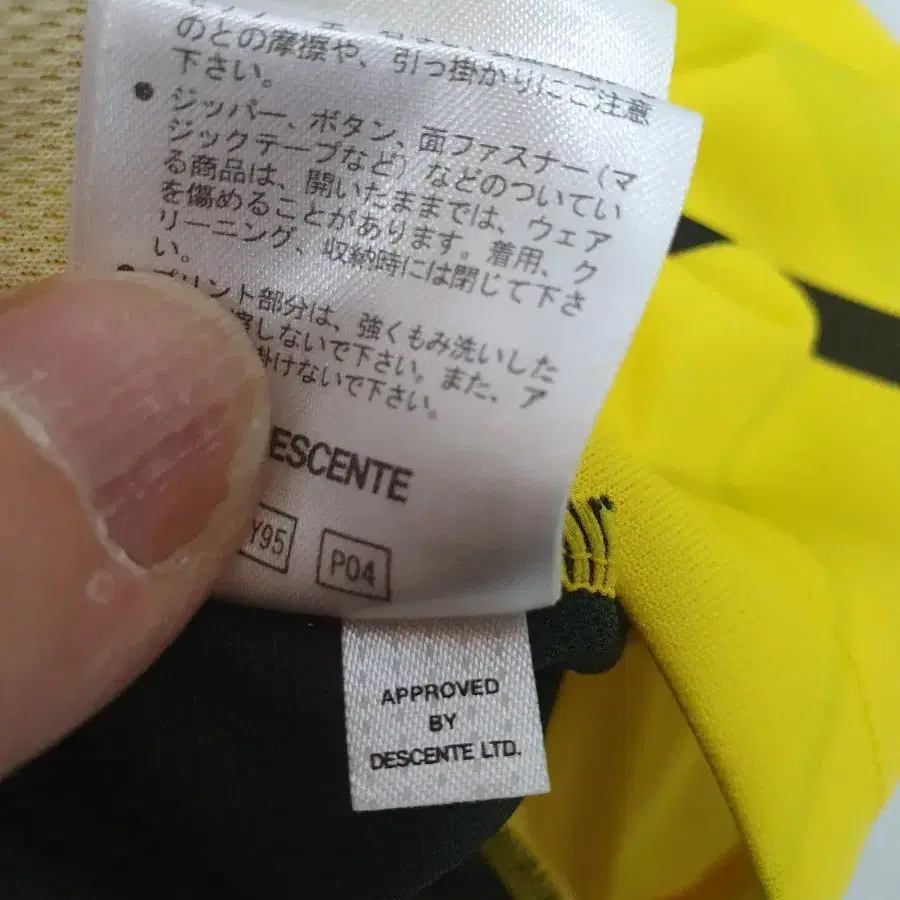 のとの摩擦や、引っ掛かりにご注意
下さい。
● ジッパー、ボタン、面ファスナー(マ
ジックテープなど)などのついてい
る商品は、開いたままでは、ウェア
を傷めることがあります。着用、ク
リーニング、収納時には閉じて下さ
い。
● プリント部分は、強くもみ洗いした
しないで下さい。また、ア
掛けないで下さい。
ESCENTE
Y95 P04
APPROVED
BY
DESCENTE LTD.